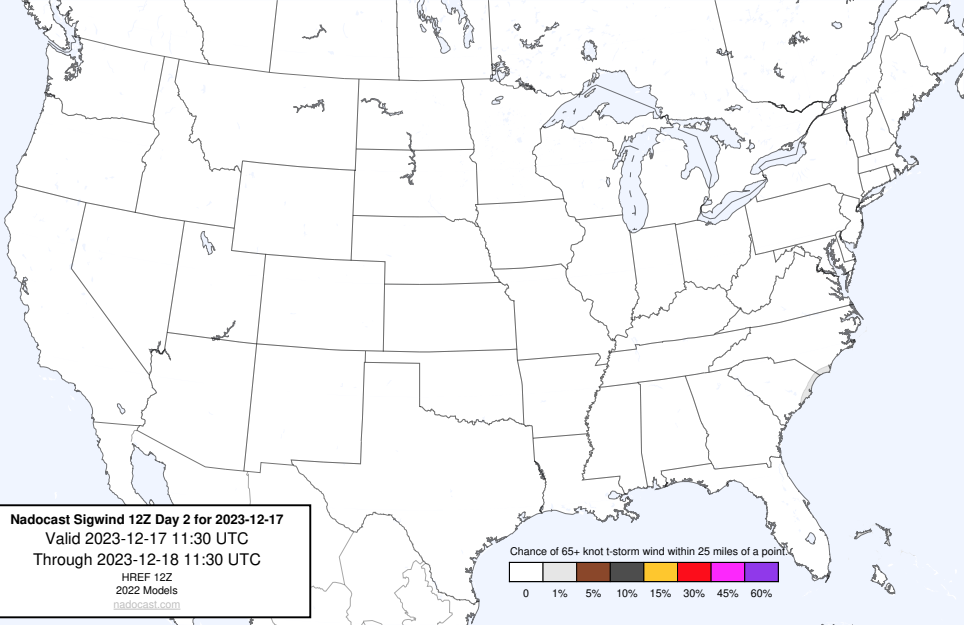 Nadocast Sigwind 12Z Day 2 for 2023-12-17
Valid 2023-12-17 11:30 UTC
Through 2023-12-18 11:30 UTC
HREF 12Z
2022 Models
nadocast.com
Chance of 65+ knot t-storm wind within 25 miles of a point.
0 1% 5% 10% 15% 30% 45% 60%